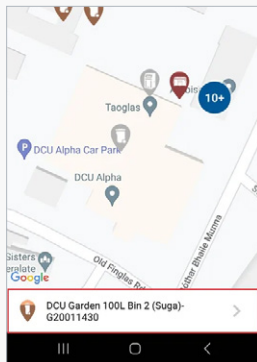 10+
Taoglas
DCU Alpha Car Park
DCU Alpha
Old Finglas
Sisters
Google
DCU Garden 100L Bin 2 (Suga)-
G20011430